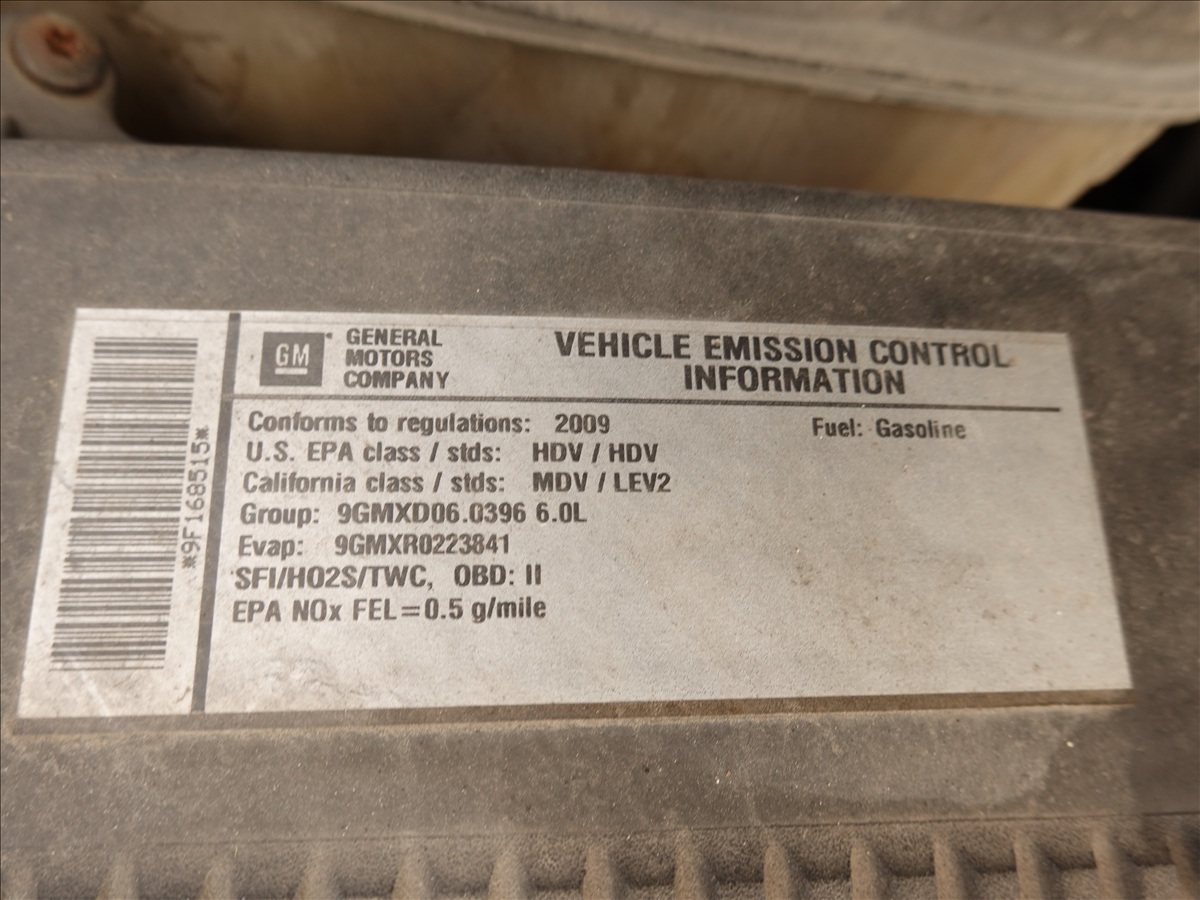 *9F168515*
GM
GENERAL
MOTORS
COMPANY
VEHICLE EMISSION CONTROL
INFORMATION
Conforms to regulations: 2009
Fuel: Gasoline
U.S. EPA class / stds: HDV / HDV
California class / stds: MDV / LEV2
Group: 9GMXD06.0396 6.0L
Evap: 9GMXR0223841
SFI/HO2S/TWC, OBD: II
EPA NOx FEL=0.5 g/mile